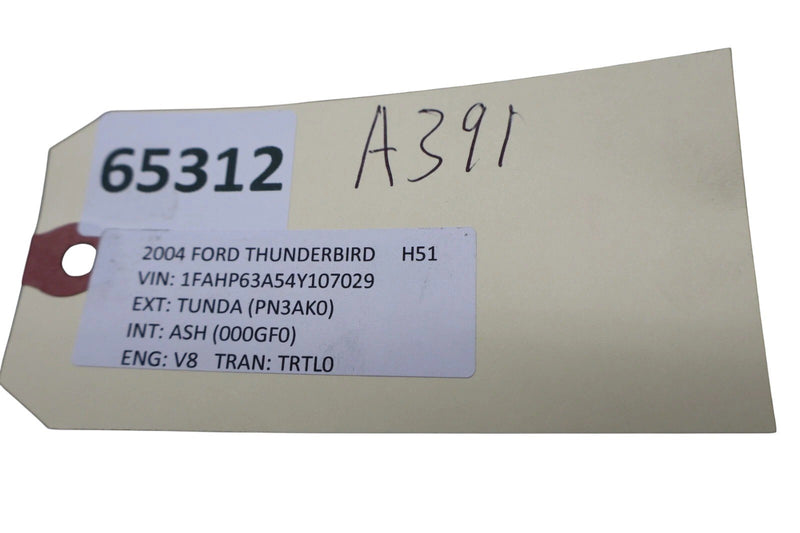 65312
A391
2004 FORD THUNDERBIRD H51
VIN: 1FAHP63A54Y107029
EXT: TUNDA (PN3AK0)
INT: ASH (000GF0)
ENG: V8 TRAN: TRTL0